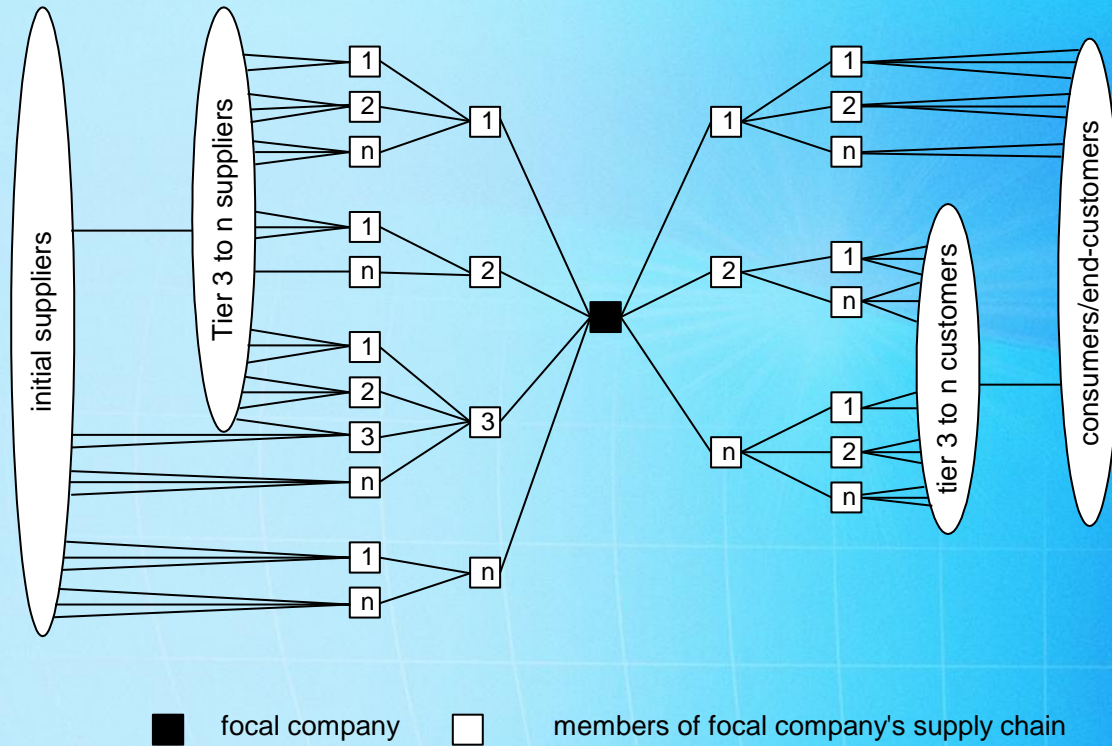 initial suppliers
Tier 3 to n suppliers
1
2
n
1
n
1
2
3
n
1
n
1
2
3
n
1
2
n
1
2
n
1
n
1
2
n
tier 3 to n customers
consumers/end-customers
focal company
members of focal company's supply chain